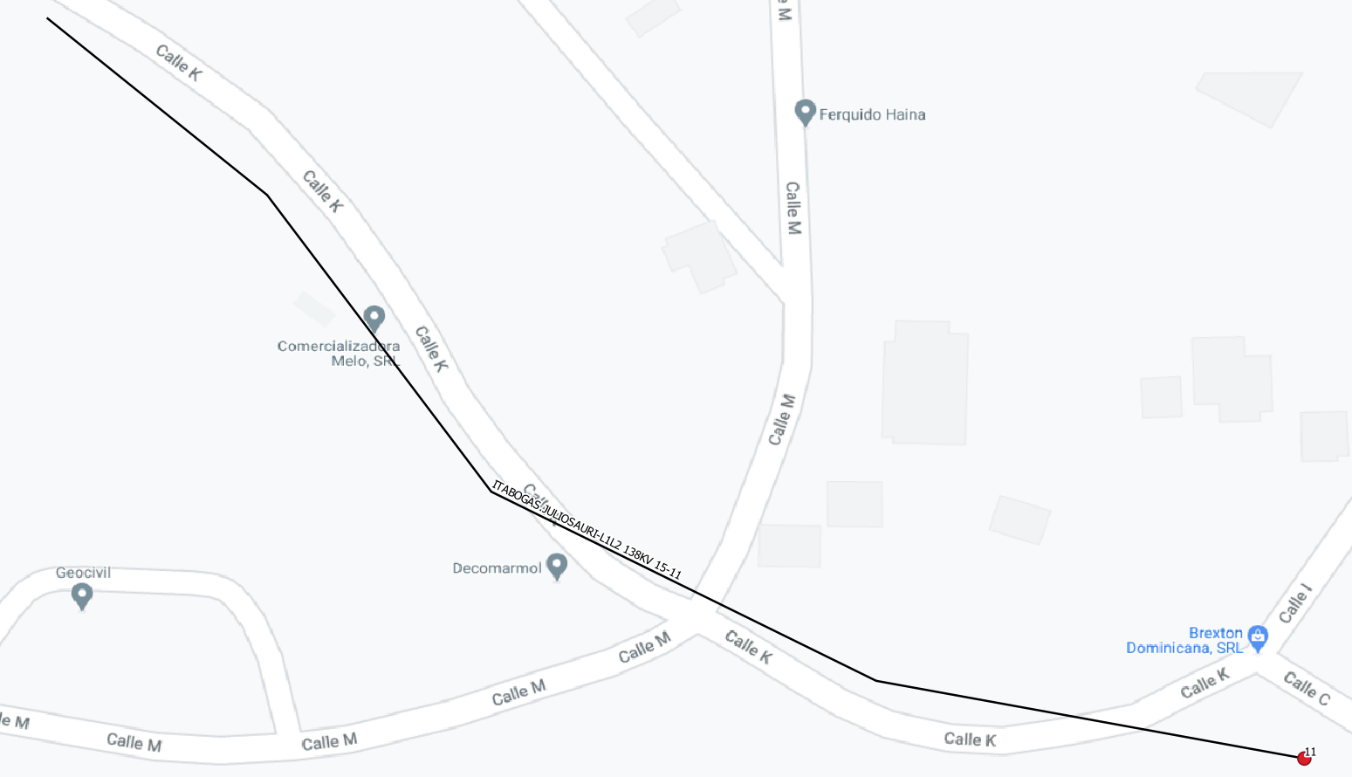 Calle K
e M
Ferquido Haina
Calle K
Calle M
Comercializadora
Melo, SRL
Calle K
Calle M
ITABOGAS-JULIOSAURI-L1L2 138KV 15-11
Decomarmol
Geocivil
Calle I
Brexton
Dominicana, SRL
Calle M
Calle K
Calle K
Calle C
Calle M
le M
Calle M
Calle M
Calle K
11